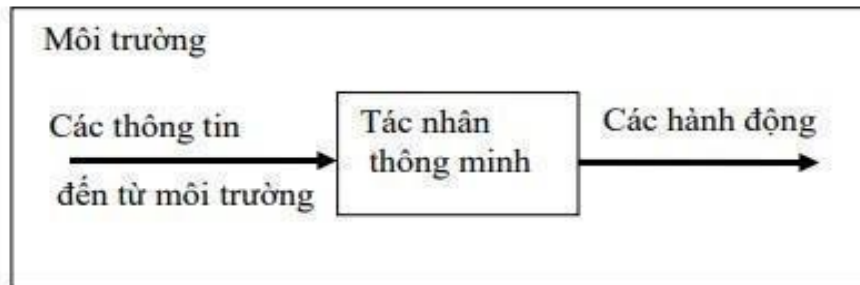 Môi trường
Các thông tin
đến từ môi trường
Tác nhân
thông minh
Các hành động